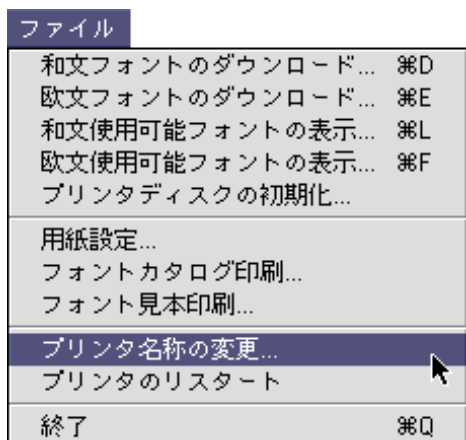 ファイル
和文フォントのダウンロード... ⌘D
欧文フォントのダウンロード... ⌘E
和文使用可能フォントの表示... ⌘L
欧文使用可能フォントの表示... ⌘F
プリンタディスクの初期化...
用紙設定...
フォントカタログ印刷...
フォント見本印刷...
プリンタ名称の変更...
プリンタのリスタート
終了 ⌘Q